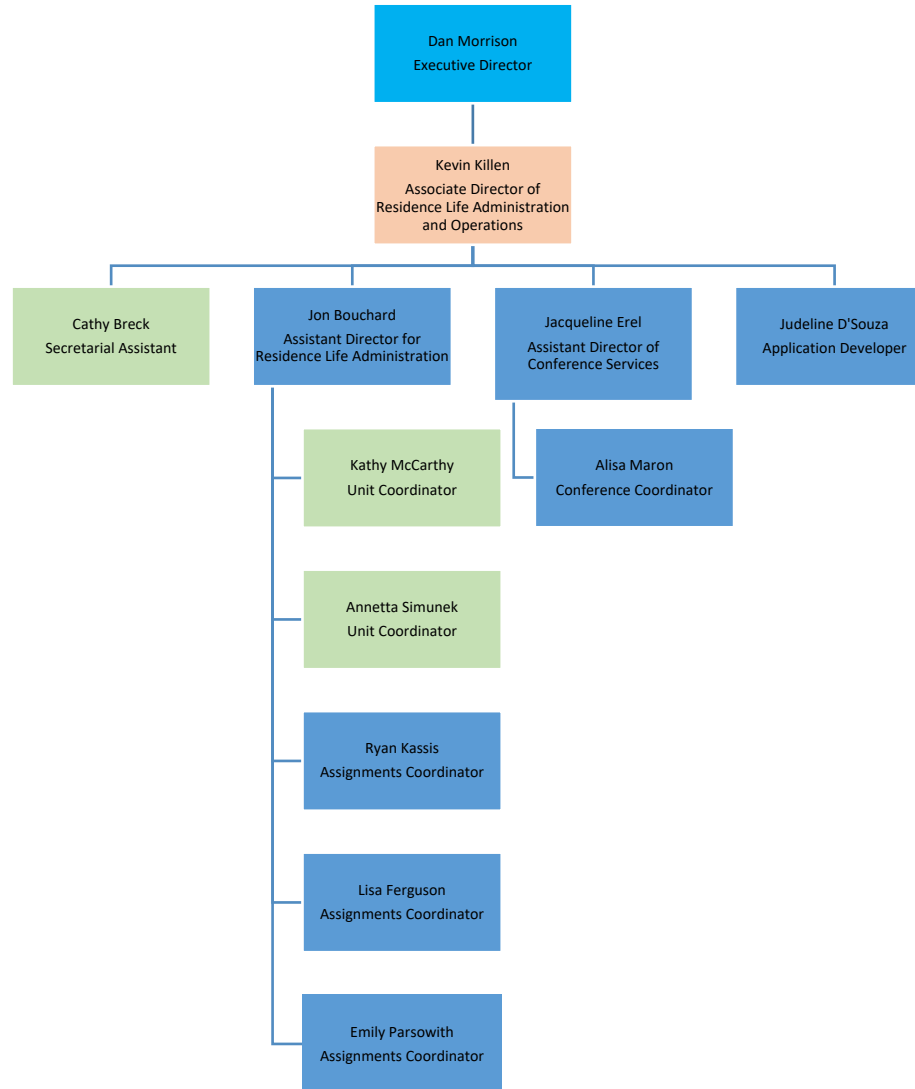 Dan Morrison
Executive Director
Kevin Killen
Associate Director of
Residence Life Administration
and Operations
Cathy Breck
Secretarial Assistant
Jon Bouchard
Assistant Director for
Residence Life Administration
Jacqueline Erel
Assistant Director of
Conference Services
Judeline D'Souza
Application Developer
Kathy McCarthy
Unit Coordinator
Alisa Maron
Conference Coordinator
Annetta Simunek
Unit Coordinator
Ryan Kassis
Assignments Coordinator
Lisa Ferguson
Assignments Coordinator
Emily Parsowith
Assignments Coordinator